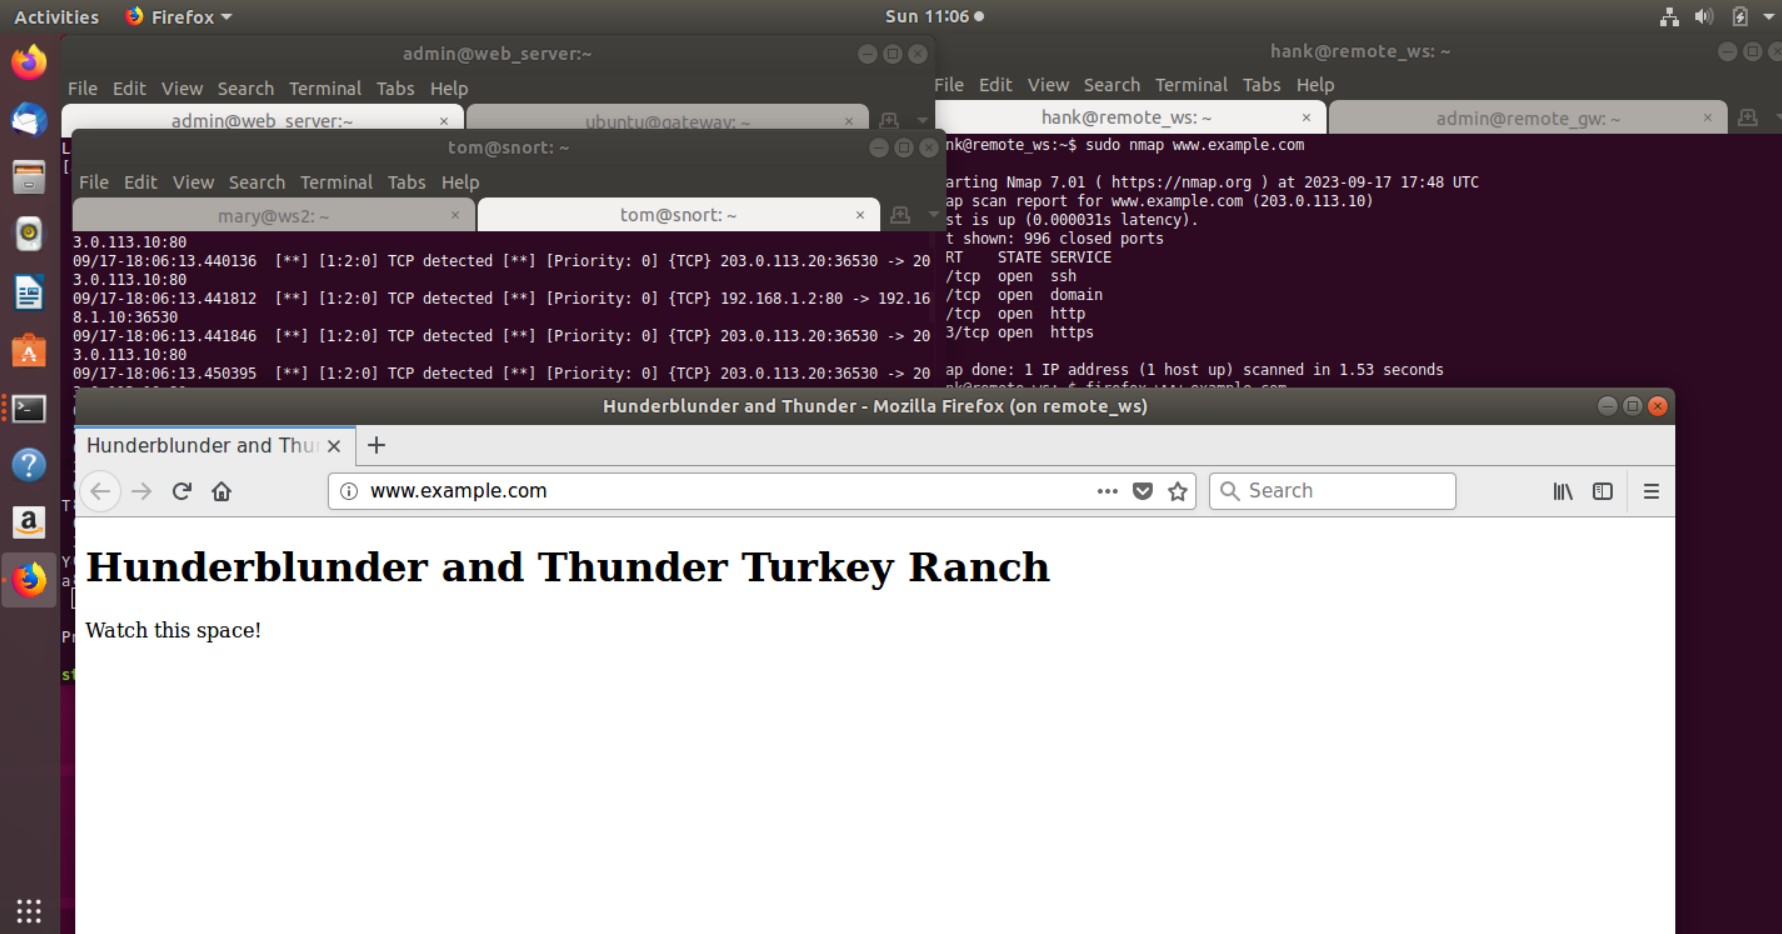 Activities Firefox Sun 11:06
admin@web_server:~
File Edit View Search Terminal Tabs Help
admin@web_server:~ × ubuntu@gateway: ~ ×
hank@remote_ws: ~
File Edit View Search Terminal Tabs Help
hank@remote_ws: ~ × admin@remote_gw: ~ ×
nk@remote_ws:~$ sudo nmap www.example.com
arting Nmap 7.01 ( https://nmap.org ) at 2023-09-17 17:48 UTC
ap scan report for www.example.com (203.0.113.10)
st is up (0.000031s latency).
t shown: 996 closed ports
RT STATE SERVICE
/tcp open ssh
/tcp open domain
/tcp open http
3/tcp open https
ap done: 1 IP address (1 host up) scanned in 1.53 seconds
nk@remote_ws:~$ firefox www.example.com
tom@snort: ~
File Edit View Search Terminal Tabs Help
mary@ws2: ~ × tom@snort: ~ ×
3.0.113.10:80
09/17-18:06:13.440136 [**] [1:2:0] TCP detected [**] [Priority: 0] {TCP} 203.0.113.20:36530 -> 20
3.0.113.10:80
09/17-18:06:13.441812 [**] [1:2:0] TCP detected [**] [Priority: 0] {TCP} 192.168.1.2:80 -> 192.16
8.1.10:36530
09/17-18:06:13.441846 [**] [1:2:0] TCP detected [**] [Priority: 0] {TCP} 203.0.113.20:36530 -> 20
3.0.113.10:80
09/17-18:06:13.450395 [**] [1:2:0] TCP detected [**] [Priority: 0] {TCP} 203.0.113.20:36530 -> 20
Hunderblunder and Thunder - Mozilla Firefox (on remote_ws)
Hunderblunder and Thu
www.example.com
Search
Hunderblunder and Thunder Turkey Ranch
Watch this space!